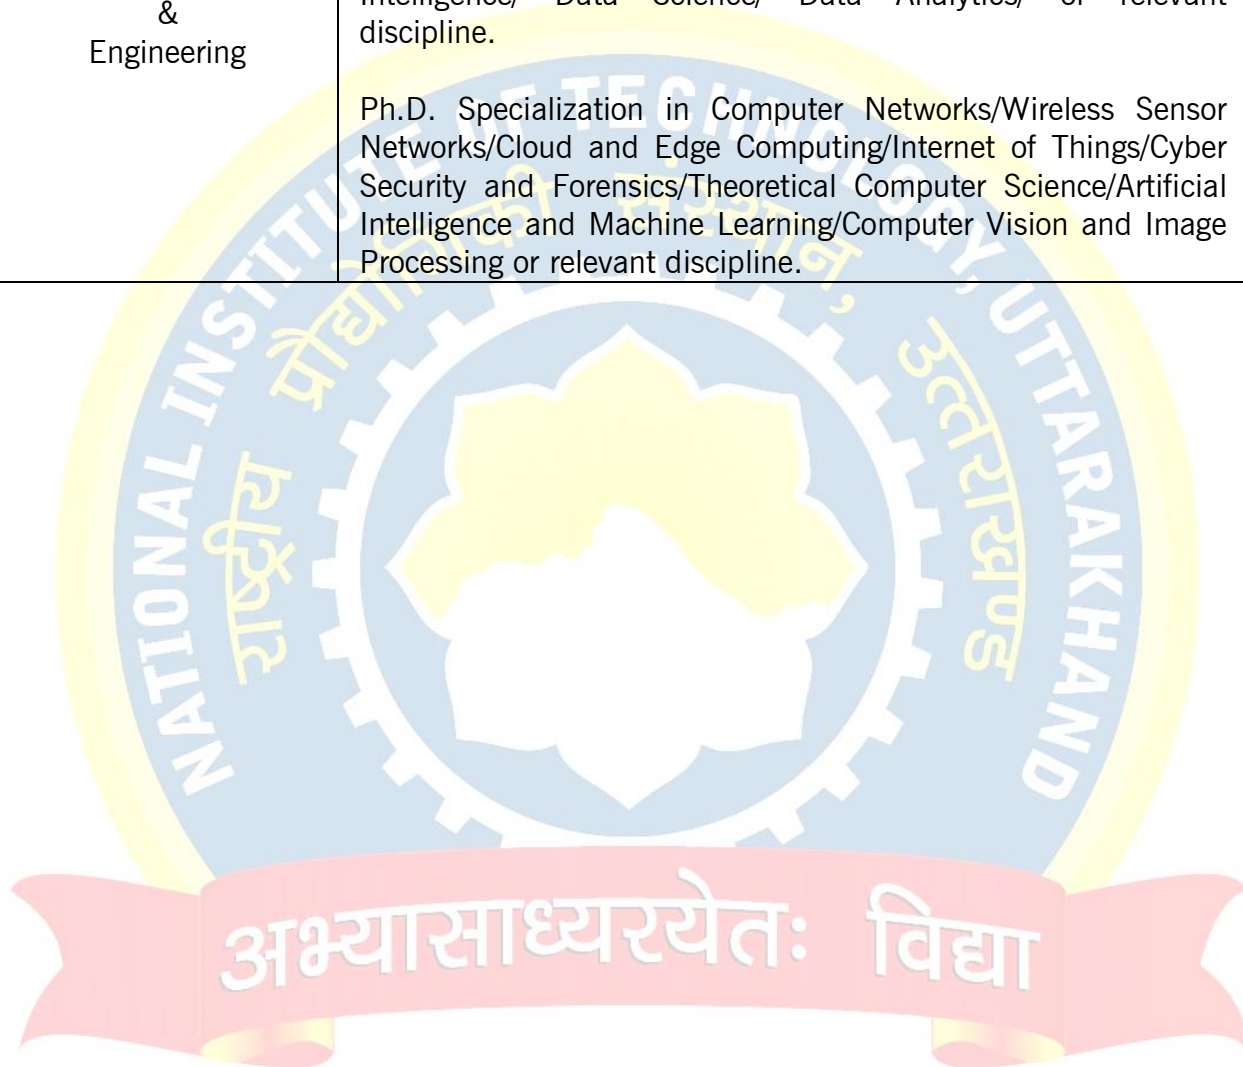 &
Engineering
Intelligence/ Data Science/ Data Analytics/ or relevant
discipline.
Ph.D. Specialization in Computer Networks/Wireless Sensor
Networks/Cloud and Edge Computing/Internet of Things/Cyber
Security and Forensics/Theoretical Computer Science/Artificial
Intelligence and Machine Learning/Computer Vision and Image
Processing or relevant discipline.
NATIONAL INSTITUTE OF TECHNOLOGY, UTTARAKHAND
राष्ट्रीय प्रौद्योगिकी संस्थान, उत्तराखण्ड
अभ्यासाध्यरयेतः विद्या